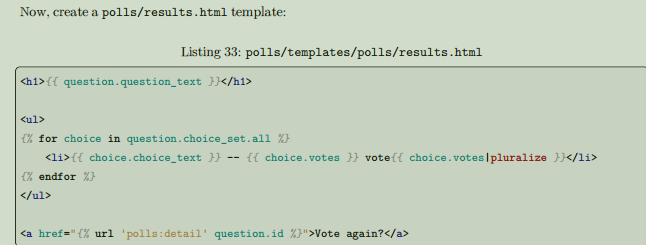 Now, create a polls/results.html template:
Listing 33: polls/templates/polls/results.html
<h1>{{ question.question_text }}</h1>
<ul>
{% for choice in question.choice_set.all %}
    <li>{{ choice.choice_text }} -- {{ choice.votes }} vote{{ choice.votes|pluralize }}</li>
{% endfor %}
</ul>
<a href="{% url 'polls:detail' question.id %}">Vote again?</a>